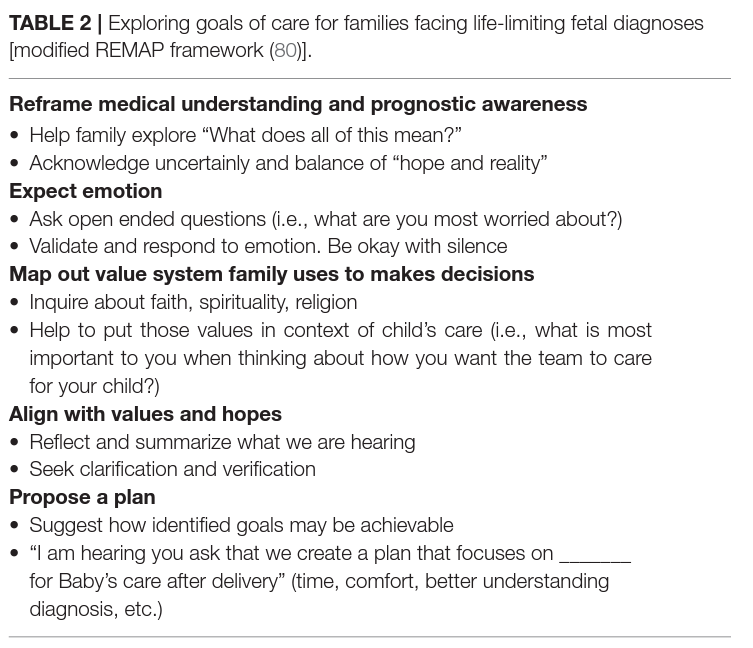 TABLE 2 | Exploring goals of care for families facing life-limiting fetal diagnoses
[modified REMAP framework (80)].
Reframe medical understanding and prognostic awareness
• Help family explore “What does all of this mean?”
• Acknowledge uncertainly and balance of “hope and reality”
Expect emotion
• Ask open ended questions (i.e., what are you most worried about?)
• Validate and respond to emotion. Be okay with silence
Map out value system family uses to makes decisions
• Inquire about faith, spirituality, religion
• Help to put those values in context of child’s care (i.e., what is most
important to you when thinking about how you want the team to care
for your child?)
Align with values and hopes
• Reflect and summarize what we are hearing
• Seek clarification and verification
Propose a plan
• Suggest how identified goals may be achievable
• “I am hearing you ask that we create a plan that focuses on _______
for Baby’s care after delivery” (time, comfort, better understanding
diagnosis, etc.)